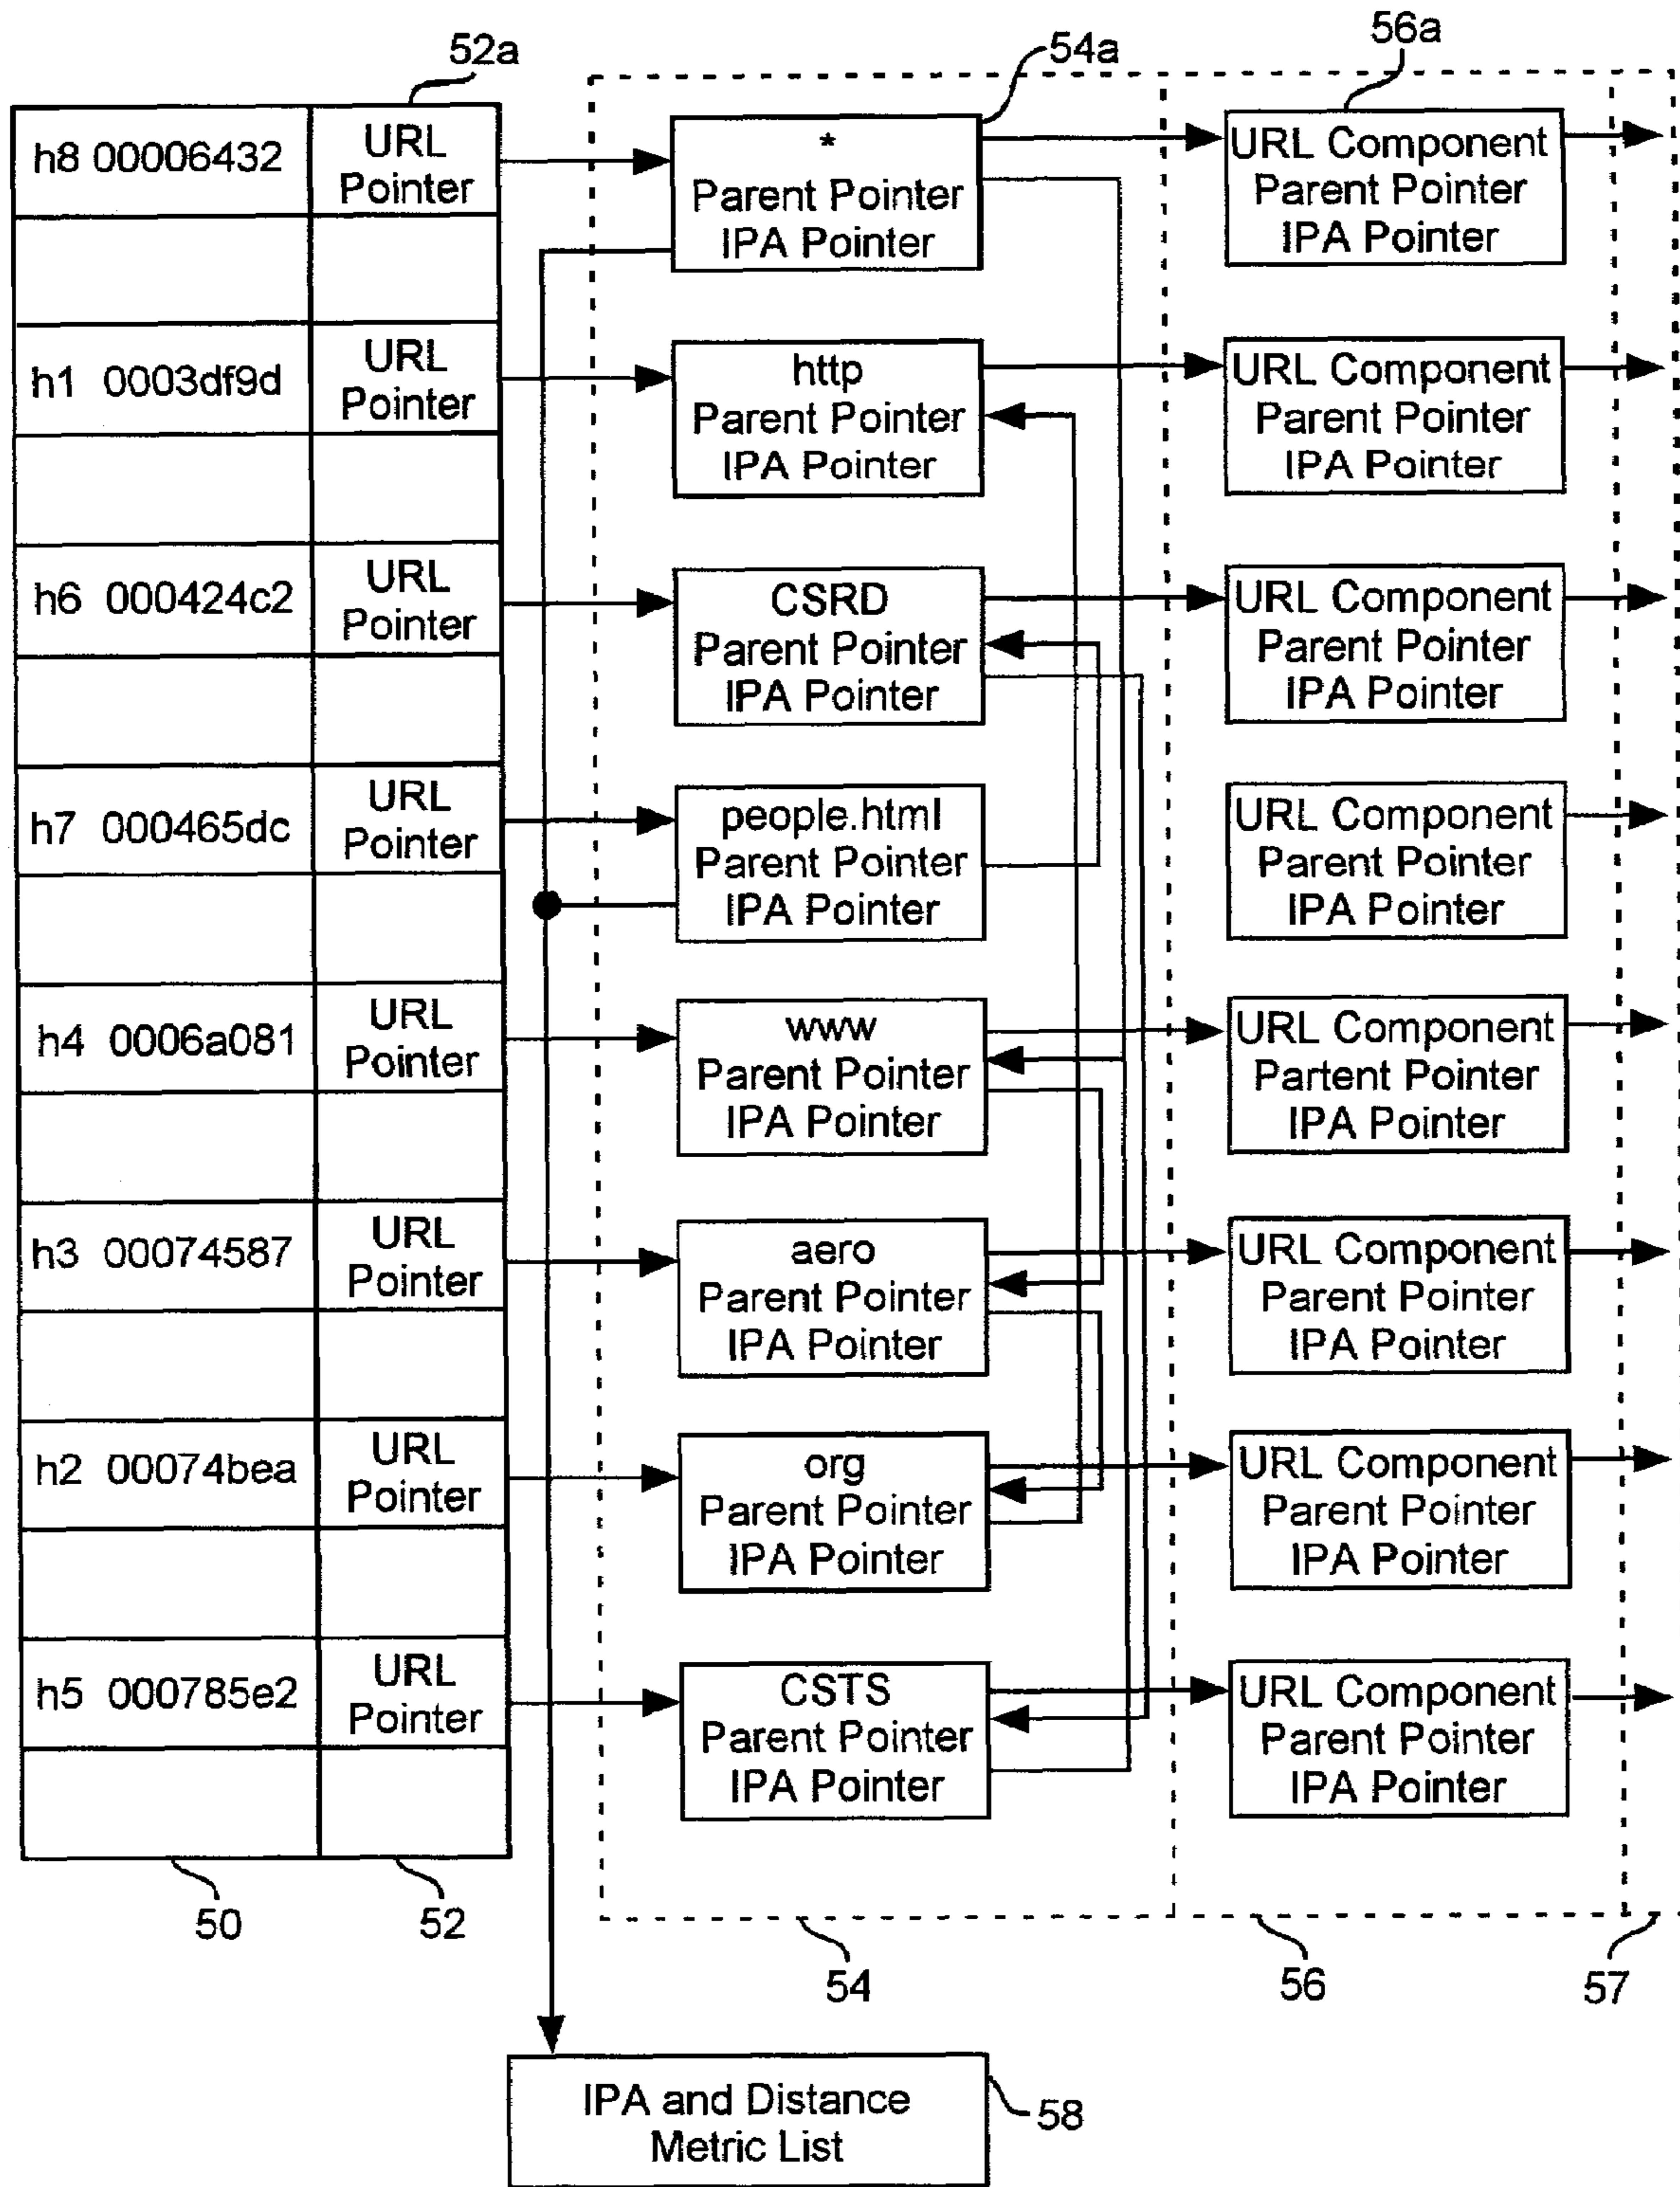 52a
54a
56a
h8 00006432
URL
Pointer
*
Parent Pointer
IPA Pointer
URL Component
Parent Pointer
IPA Pointer
h1 0003df9d
URL
Pointer
http
Parent Pointer
IPA Pointer
URL Component
Parent Pointer
IPA Pointer
h6 000424c2
URL
Pointer
CSRD
Parent Pointer
IPA Pointer
URL Component
Parent Pointer
IPA Pointer
h7 000465dc
URL
Pointer
people.html
Parent Pointer
IPA Pointer
URL Component
Parent Pointer
IPA Pointer
h4 0006a081
URL
Pointer
www
Parent Pointer
IPA Pointer
URL Component
Partent Pointer
IPA Pointer
h3 00074587
URL
Pointer
aero
Parent Pointer
IPA Pointer
URL Component
Parent Pointer
IPA Pointer
h2 00074bea
URL
Pointer
org
Parent Pointer
IPA Pointer
URL Component
Parent Pointer
IPA Pointer
h5 000785e2
URL
Pointer
CSTS
Parent Pointer
IPA Pointer
URL Component
Parent Pointer
IPA Pointer
50
52
54
56
57
IPA and Distance
Metric List
58